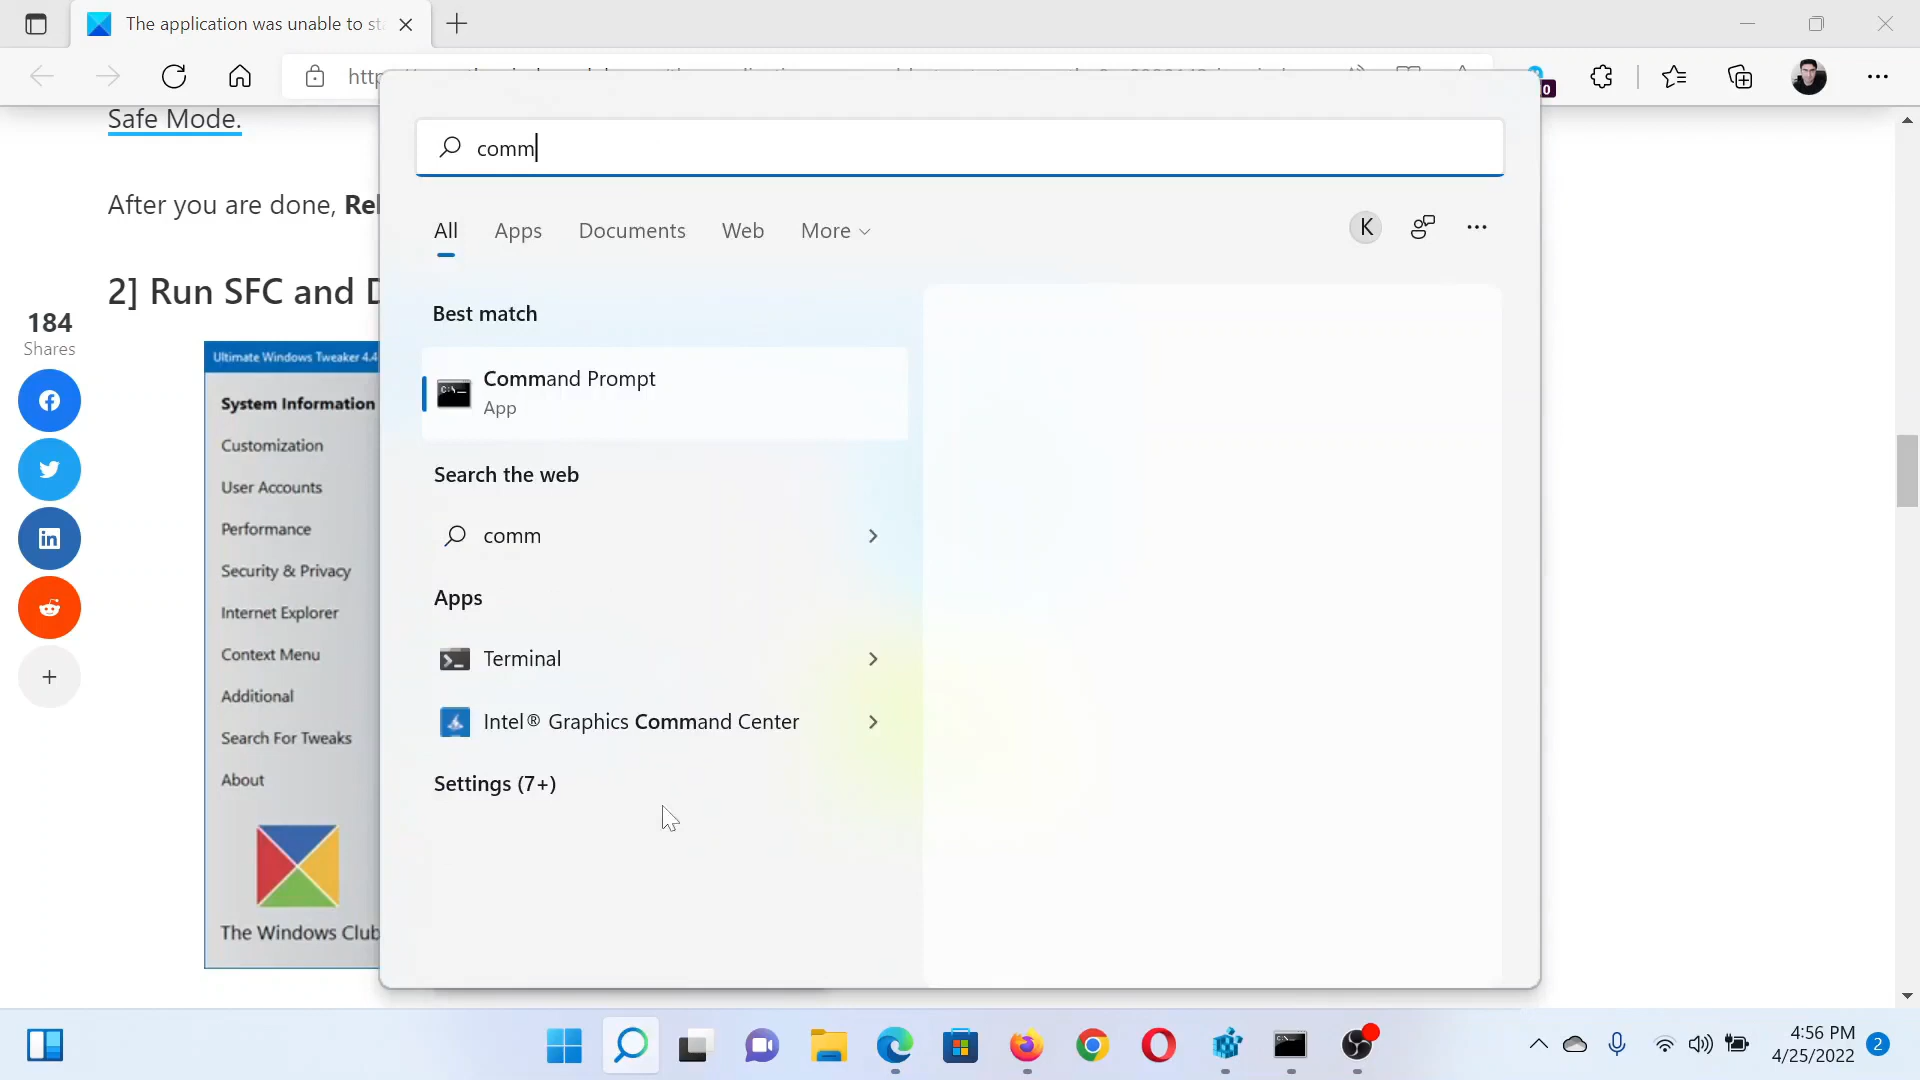 The application was unable to sta
http
0
Safe Mode.
After you are done, Re
2] Run SFC and D
184
Shares
Ultimate Windows Tweaker 4.4
System Information
Customization
User Accounts
Performance
Security & Privacy
Internet Explorer
Context Menu
Additional
Search For Tweaks
About
The Windows Club
comm
All
Apps
Documents
Web
More
K
Best match
Command Prompt
App
Search the web
comm
Apps
Terminal
Intel® Graphics Command Center
Settings (7+)
4:56 PM
4/25/2022
2